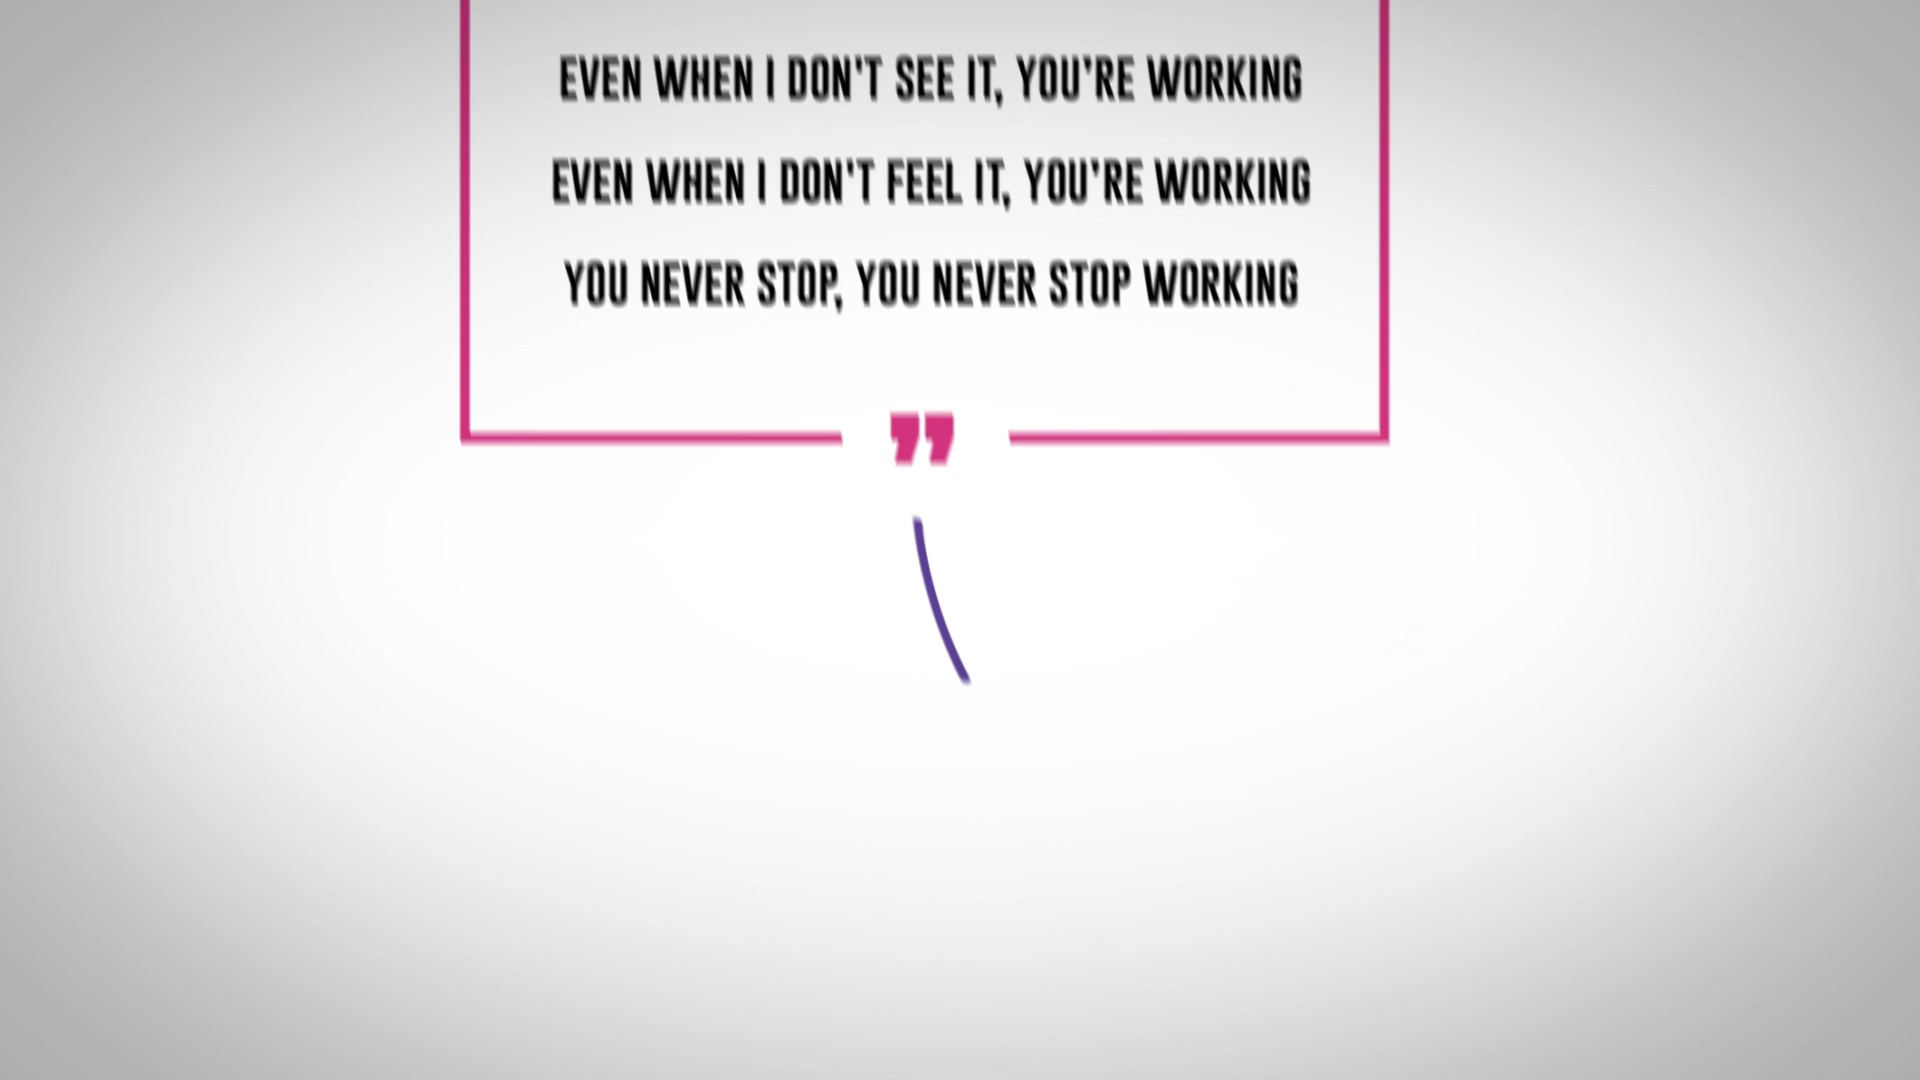 EVEN WHEN I DON'T SEE IT, YOU'RE WORKING
EVEN WHEN I DON'T FEEL IT, YOU'RE WORKING
YOU NEVER STOP, YOU NEVER STOP WORKING
”